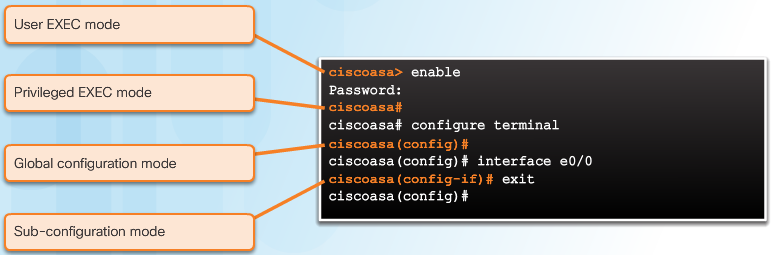 User EXEC mode
Privileged EXEC mode
Global configuration mode
Sub-configuration mode
ciscoasa> enable
Password:
ciscoasa#
ciscoasa# configure terminal
ciscoasa(config)#
ciscoasa(config)# interface e0/0
ciscoasa(config-if)# exit
ciscoasa(config)#